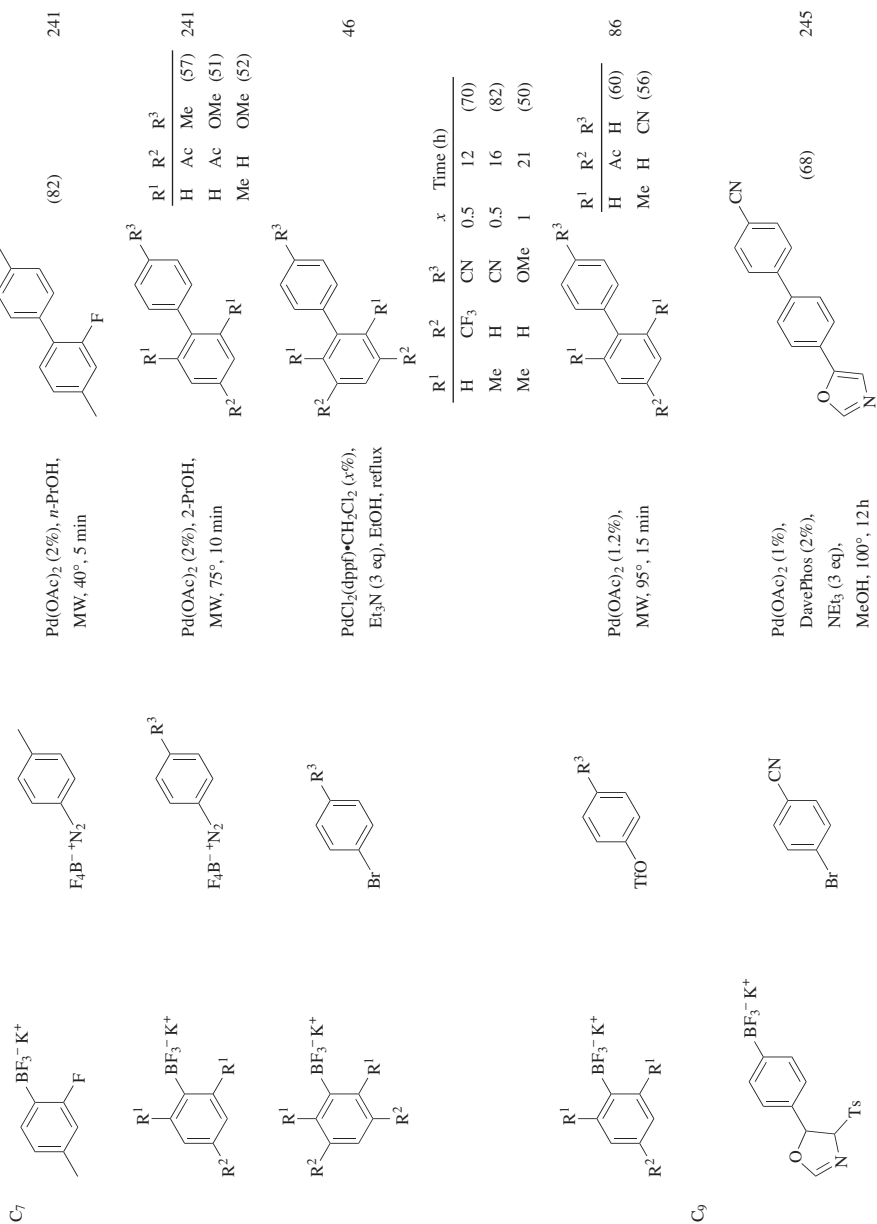 C7
BF3− K+
F
F4B− +N2
Pd(OAc)2 (2%), n-PrOH,
MW, 40°, 5 min
F
(82)
241
R1
BF3− K+
R2
R1
F4B− +N2
R3
Pd(OAc)2 (2%), 2-PrOH,
MW, 75°, 10 min
R1
R3
R2
R1
R1 R2 R3
H Ac Me (57)
H Ac OMe (51)
Me H OMe (52)
241
R2
R1
BF3− K+
R1
R2
Br
R3
PdCl2(dppf)•CH2Cl2 (x%),
Et3N (3 eq), EtOH, reflux
R2
R1
R3
R1
R2
46
R1 R2 R3 x Time (h)
H CF3 CN 0.5 12 (70)
Me H CN 0.5 16 (82)
Me H OMe 1 21 (50)
R1
BF3− K+
R2
R1
TfO
R3
Pd(OAc)2 (1.2%),
MW, 95°, 15 min
R1
R3
R2
R1
R1 R2 R3
H Ac H (60)
Me H CN (56)
86
C9
BF3− K+
O
N
Ts
Br
CN
Pd(OAc)2 (1%),
DavePhos (2%),
NEt3 (3 eq),
MeOH, 100°, 12h
O
N
CN
(68)
245